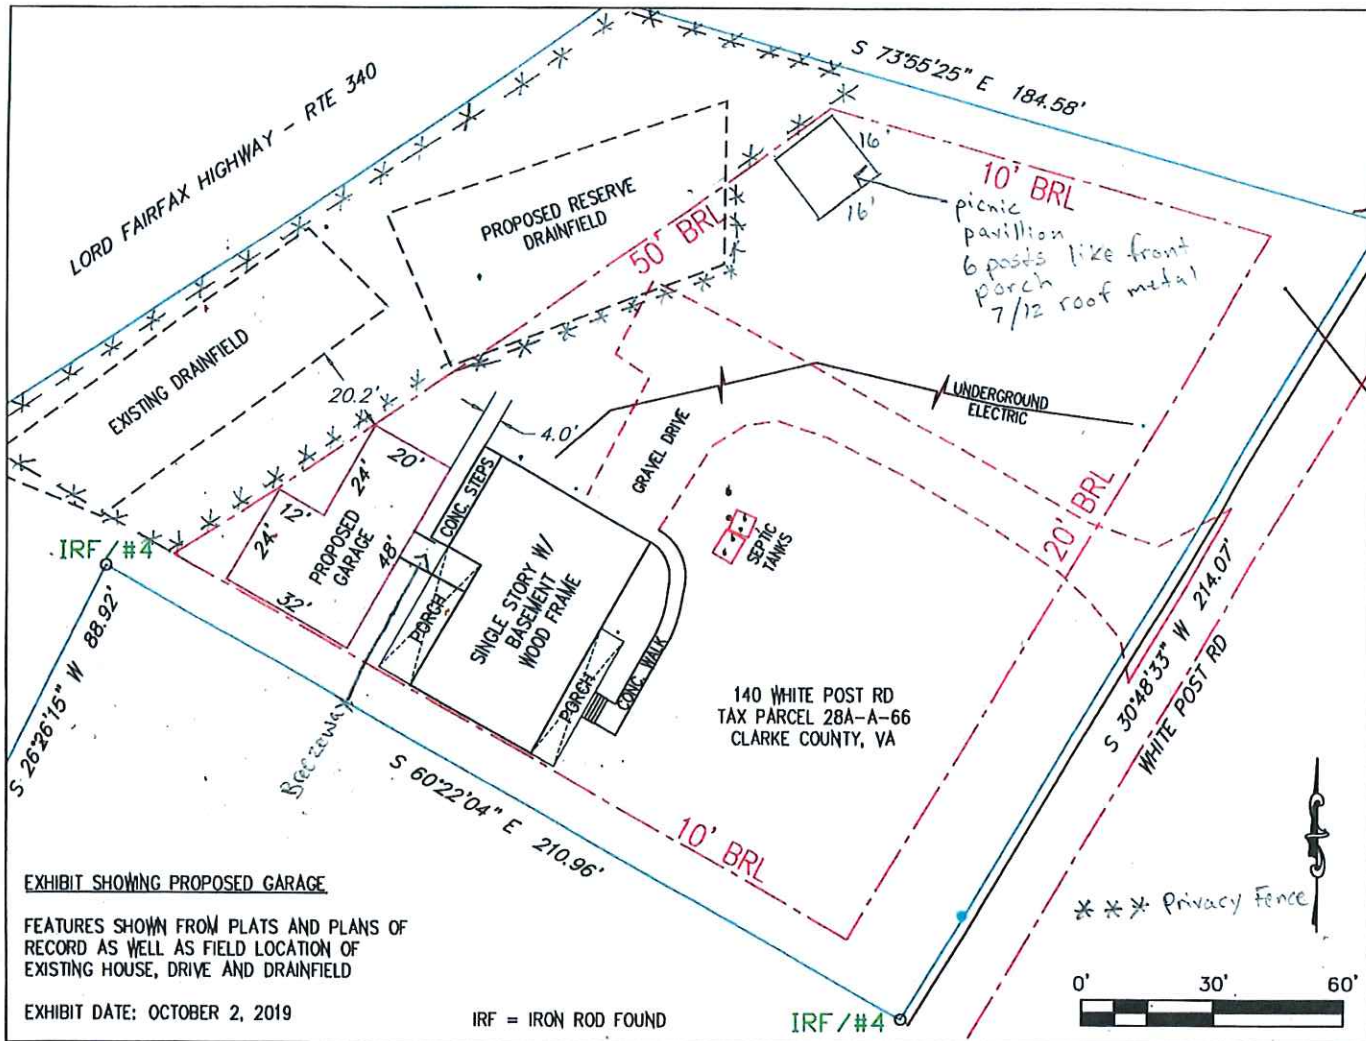 S 73°55'25" E 184.58'
LORD FAIRFAX HIGHWAY - RTE 340
16'
16'
10' BRL
picnic
pavillion
6 posts like front
porch
7/12 roof metal
PROPOSED RESERVE
DRAINFIELD
50' BRL
EXISTING DRAINFIELD
20.2'
4.0'
UNDERGROUND
ELECTRIC
GRAVEL DRIVE
20'
24'
12'
24'
48'
32'
PROPOSED
GARAGE
CONC. STEPS
PORCH
SINGLE STORY W/
BASEMENT
WOOD FRAME
PORCH
CONC. WALK
SEPTIC
TANKS
20' BRL
IRF/#4
S 26°26'15" W 88.92'
Breezeway
140 WHITE POST RD
TAX PARCEL 28A-A-66
CLARKE COUNTY, VA
S 30°48'33" W 214.07'
WHITE POST RD
S 60°22'04" E 210.96'
10' BRL
EXHIBIT SHOWING PROPOSED GARAGE
FEATURES SHOWN FROM PLATS AND PLANS OF
RECORD AS WELL AS FIELD LOCATION OF
EXISTING HOUSE, DRIVE AND DRAINFIELD
EXHIBIT DATE: OCTOBER 2, 2019
IRF = IRON ROD FOUND
IRF/#4
*** Privacy Fence
0' 30' 60'